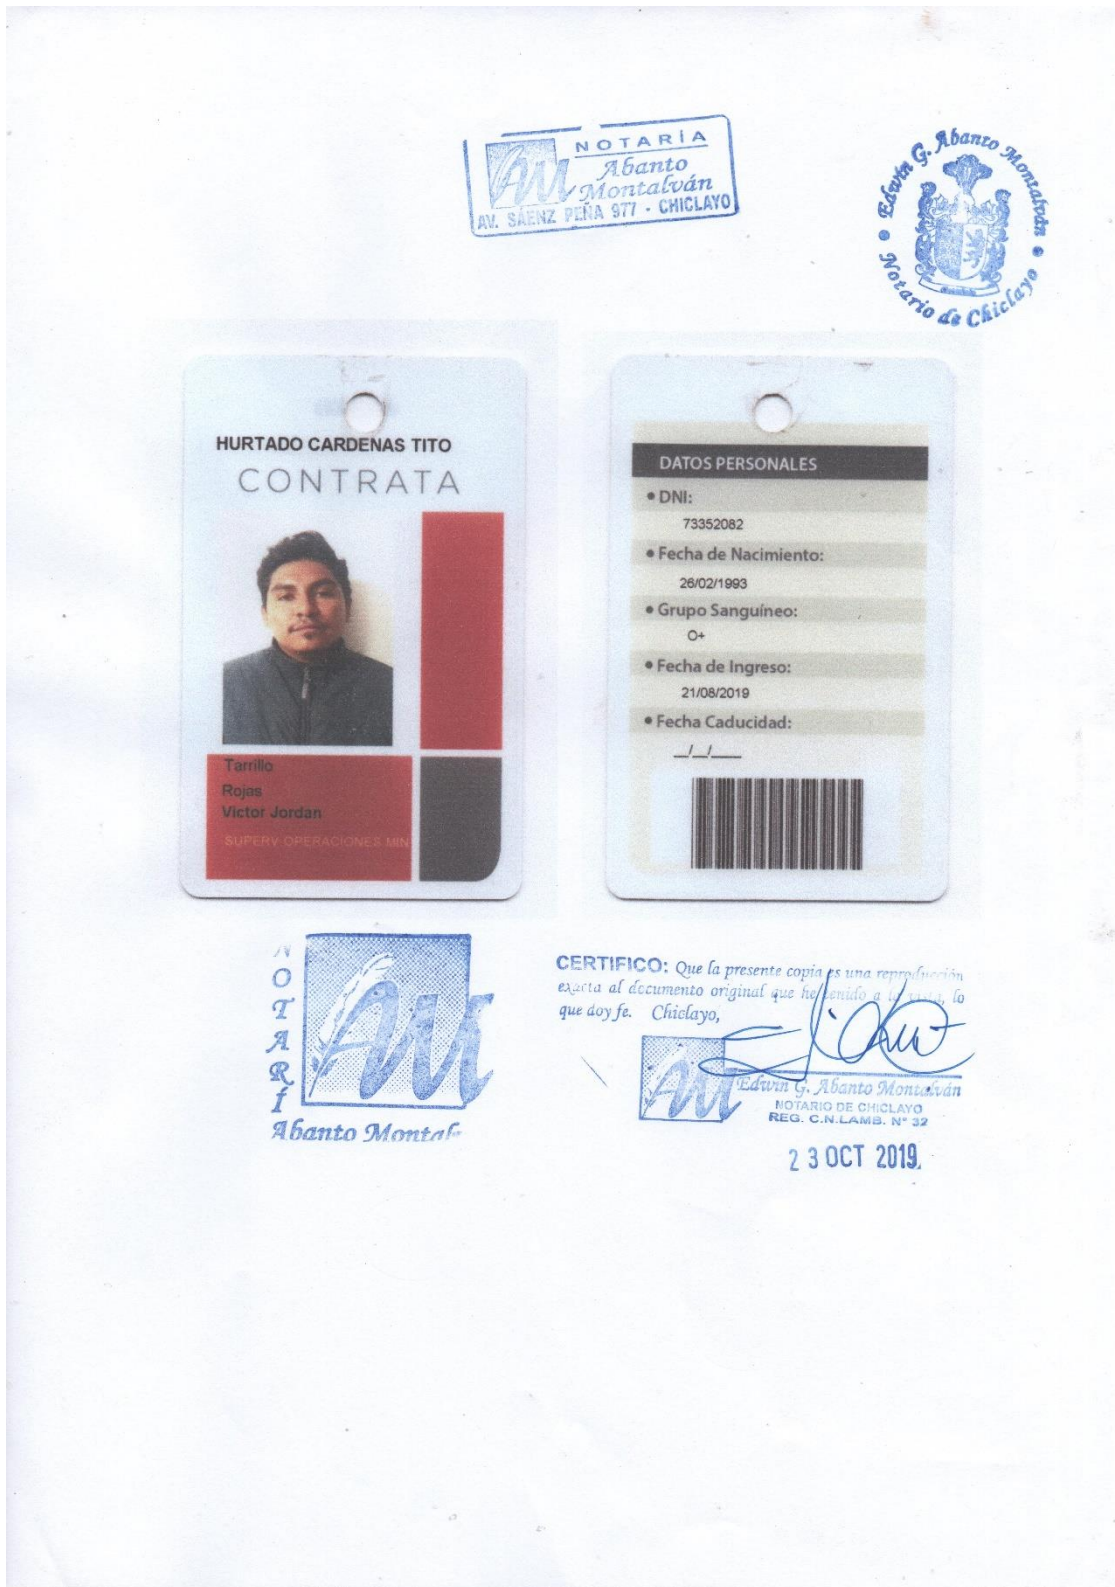 NOTARÍA
Abanto
Montalván
AV. SÁENZ PEÑA 977 - CHICLAYO
Edwin G. Abanto Montalván
Notario de Chiclayo
HURTADO CARDENAS TITO
CONTRATA
Tarrillo
Rojas
Victor Jordan
SUPERV OPERACIONES MIN
DATOS PERSONALES
• DNI:
73352082
• Fecha de Nacimiento:
26/02/1993
• Grupo Sanguíneo:
O+
• Fecha de Ingreso:
21/08/2019
• Fecha Caducidad:
__/__/____
NOTARÍ
Abanto Montal
CERTIFICO: Que la presente copia es una reproducción
exacta al documento original que he tenido a la vista, lo
que doy fe. Chiclayo,
Edwin G. Abanto Montalván
NOTARIO DE CHICLAYO
REG. C.N.LAMB. N° 32
23 OCT 2019.